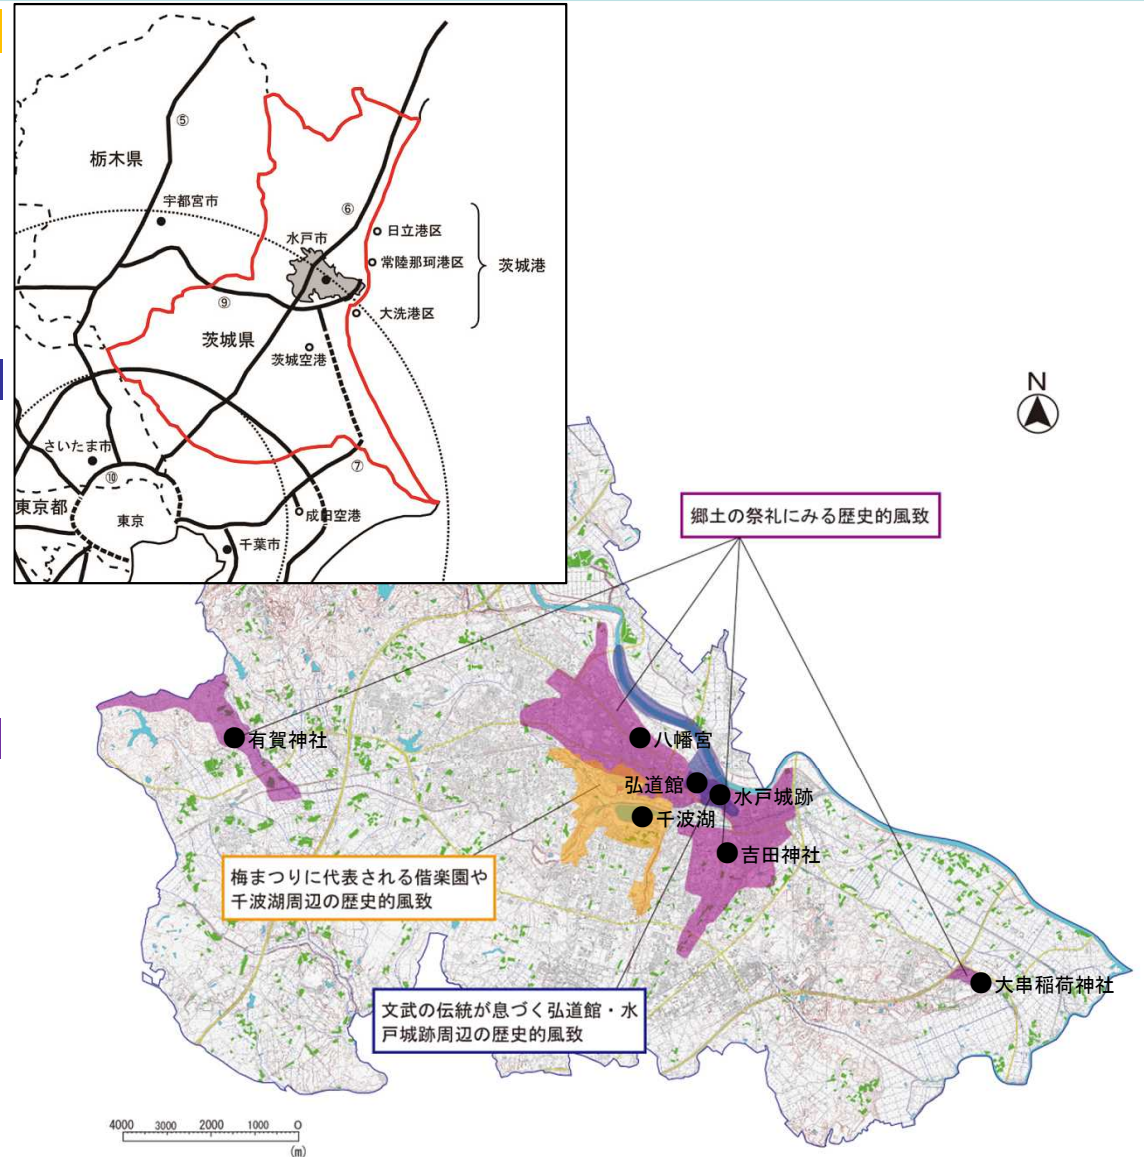 ⑤
栃木県
宇都宮市
⑥
水戸市
日立港区
常陸那珂港区
茨城港
⑨
大洗港区
茨城県
茨城空港
さいたま市
⑩
⑦
東京都
東京
成田空港
千葉市
N
郷土の祭礼にみる歴史的風致
有賀神社
八幡宮
弘道館
水戸城跡
千波湖
吉田神社
梅まつりに代表される偕楽園や
千波湖周辺の歴史的風致
大串稲荷神社
文武の伝統が息づく弘道館・水
戸城跡周辺の歴史的風致
4000 3000 2000 1000 0
(m)